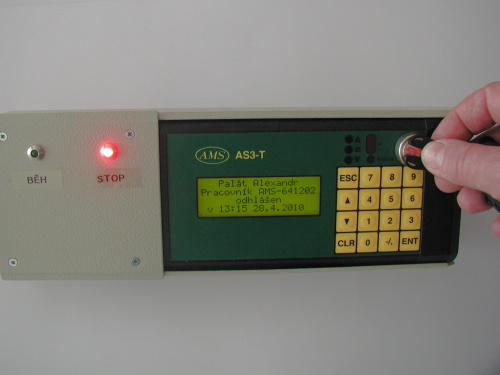 BĚH
STOP
AMS AS3-T
Palát Alexandr
Pracovník AMS-641202
odhlášen
v 13:15 28.4.2010
ESC 7 8 9
▲ 4 5 6
▼ 1 2 3
CLR 0 -/. ENT